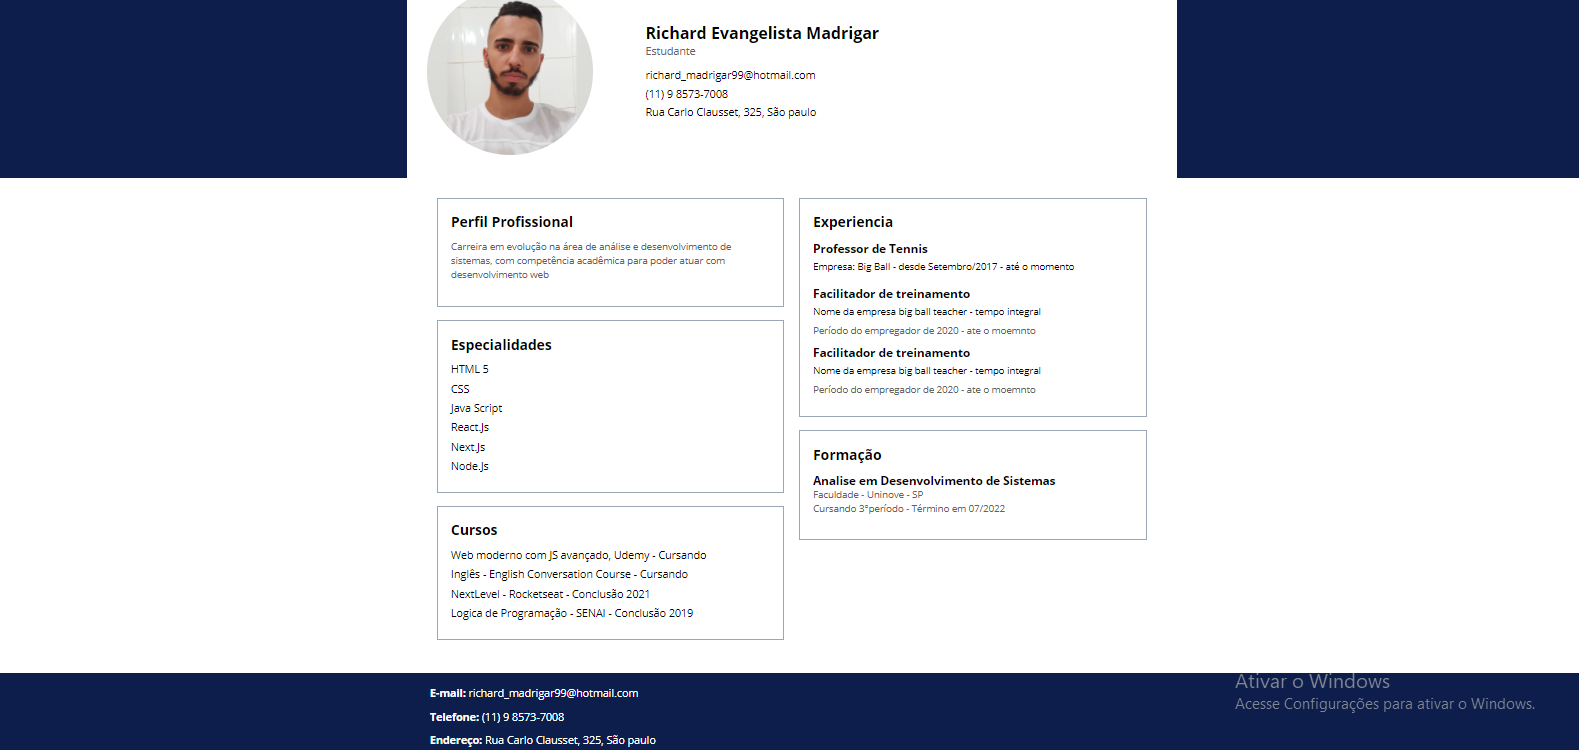 Richard Evangelista Madrigar
Estudante
richard_madrigar99@hotmail.com
(11) 9 8573-7008
Rua Carlo Clausset, 325, São paulo
Perfil Profissional
Carreira em evolução na área de análise e desenvolvimento de
sistemas, com competência acadêmica para poder atuar com
desenvolvimento web
Especialidades
HTML 5
CSS
Java Script
React.Js
Next.Js
Node.Js
Cursos
Web moderno com JS avançado, Udemy - Cursando
Inglês - English Conversation Course - Cursando
NextLevel - Rocketseat - Conclusão 2021
Logica de Programação - SENAI - Conclusão 2019
Experiencia
Professor de Tennis
Empresa: Big Ball - desde Setembro/2017 - até o momento
Facilitador de treinamento
Nome da empresa big ball teacher - tempo integral
Período do empregador de 2020 - ate o moemnto
Facilitador de treinamento
Nome da empresa big ball teacher - tempo integral
Período do empregador de 2020 - ate o moemnto
Formação
Analise em Desenvolvimento de Sistemas
Faculdade - Uninove - SP
Cursando 3°período - Término em 07/2022
E-mail: richard_madrigar99@hotmail.com
Telefone: (11) 9 8573-7008
Endereço: Rua Carlo Clausset, 325, São paulo
Ativar o Windows
Acesse Configurações para ativar o Windows.